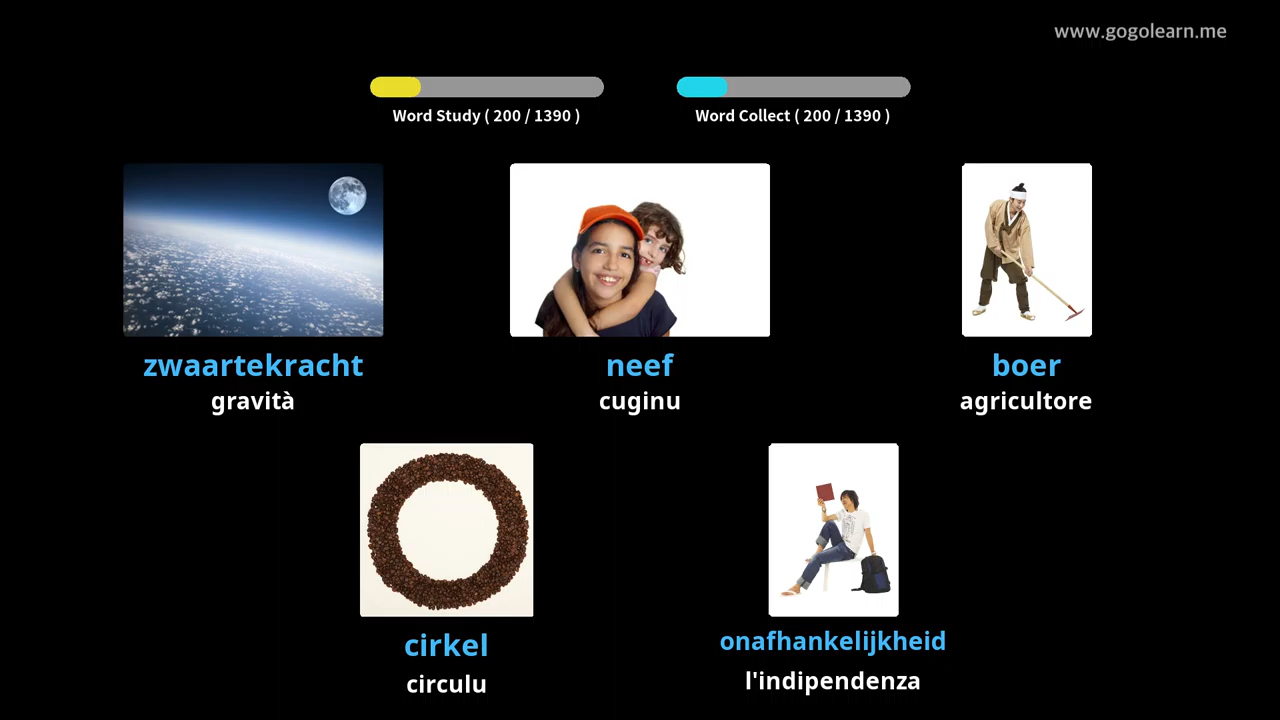 www.gogolearn.me
Word Study ( 200 / 1390 )
Word Collect ( 200 / 1390 )
zwaartekracht
gravità
neef
cuginu
boer
agricultore
cirkel
circulu
onafhankelijkheid
l'indipendenza